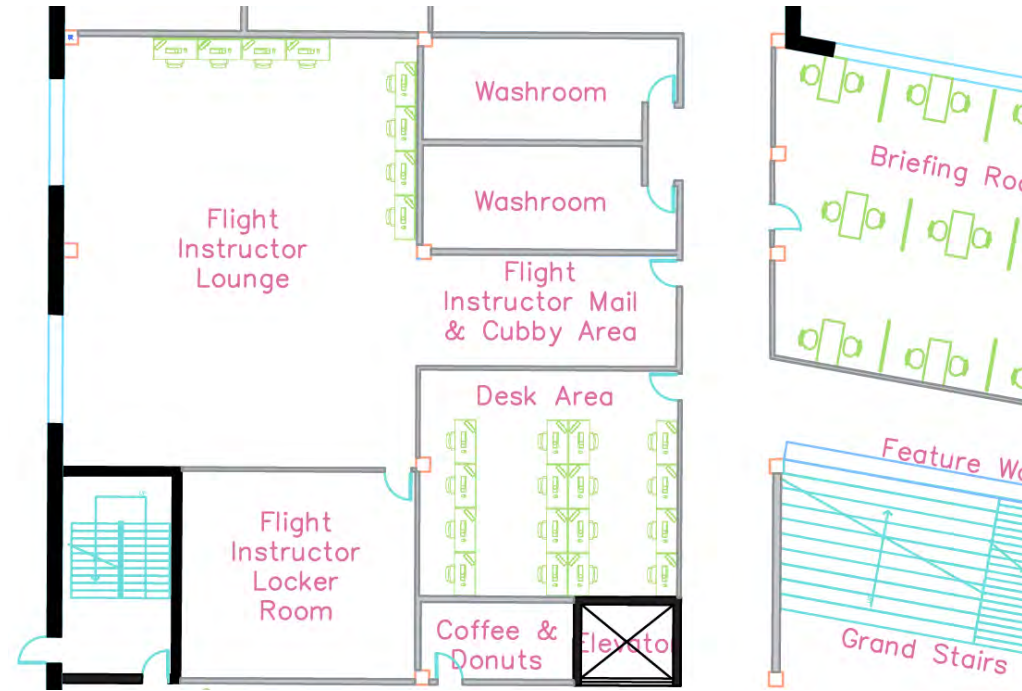 Washroom
Washroom
Flight
Instructor
Lounge
Flight
Instructor Mail
& Cubby Area
Desk Area
Flight
Instructor
Locker
Room
Coffee &
Donuts
Elevator
Briefing
Feature
Grand Stairs